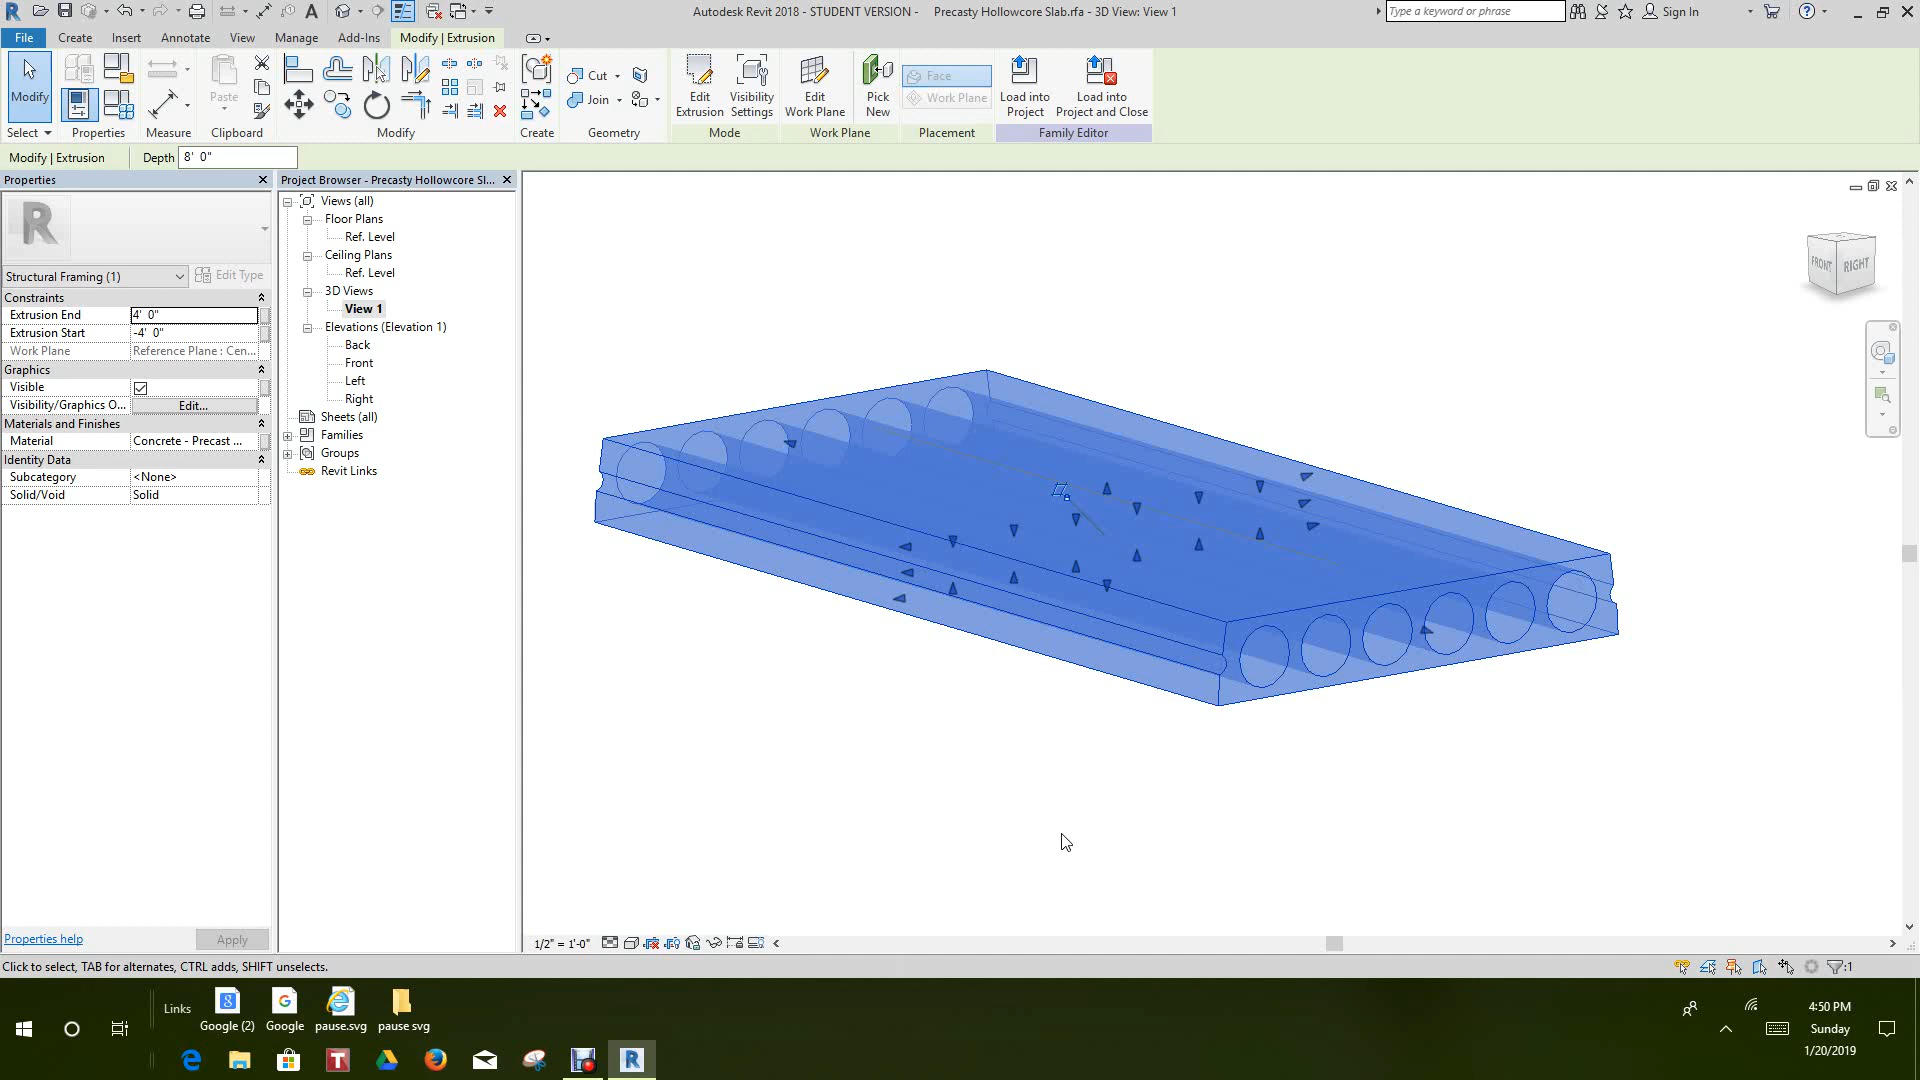 Autodesk Revit 2018 - STUDENT VERSION - Precasty Hollowcore Slab.rfa - 3D View: View 1
Type a keyword or phrase
Sign In
File Create Insert Annotate View Manage Add-Ins Modify | Extrusion
Modify
Paste
Cut
Join
Edit Extrusion
Visibility Settings
Edit Work Plane
Pick New
Face
Work Plane
Load into Project
Load into Project and Close
Select Properties Measure Clipboard Modify Create Geometry Mode Work Plane Placement Family Editor
Modify | Extrusion Depth 8' 0"
Properties
Project Browser - Precasty Hollowcore Sl...
R
Structural Framing (1) Edit Type
Constraints
Extrusion End 4' 0"
Extrusion Start -4' 0"
Work Plane Reference Plane : Cen...
Graphics
Visible
Visibility/Graphics O... Edit...
Materials and Finishes
Material Concrete - Precast ...
Identity Data
Subcategory <None>
Solid/Void Solid
Properties help Apply
Views (all)
Floor Plans
Ref. Level
Ceiling Plans
Ref. Level
3D Views
View 1
Elevations (Elevation 1)
Back
Front
Left
Right
Sheets (all)
Families
Groups
Revit Links
FRONT RIGHT
1/2" = 1'-0"
Click to select, TAB for alternates, CTRL adds, SHIFT unselects.
:1
Links
Google (2) Google pause.svg pause svg
4:50 PM
Sunday
1/20/2019